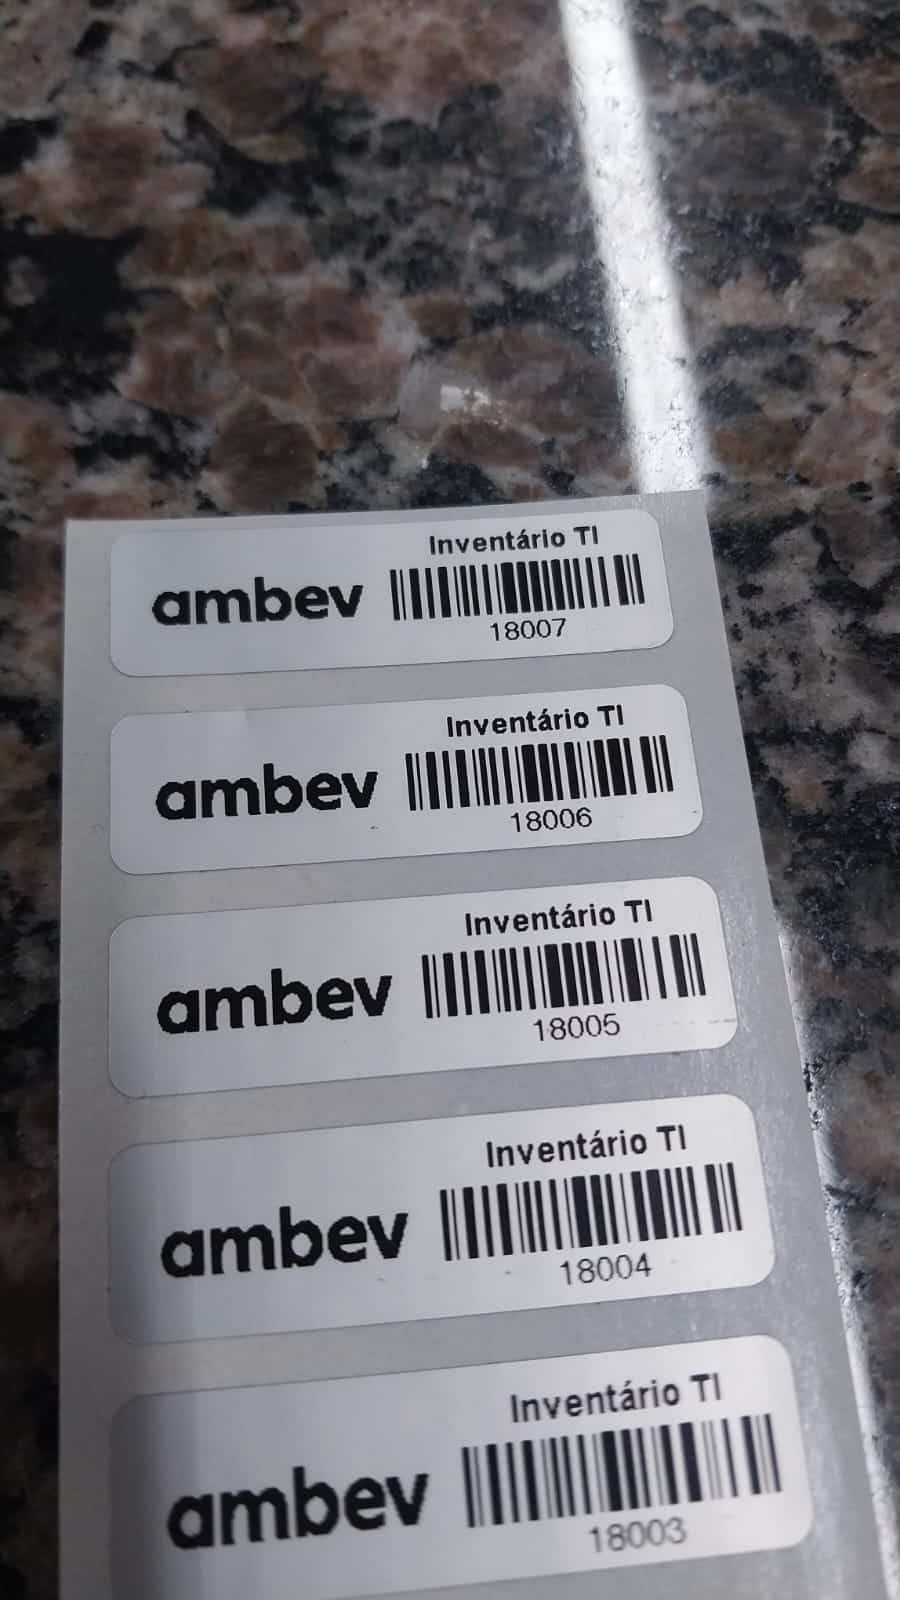 Inventário TI
ambev
18007
Inventário TI
ambev
18006
Inventário TI
ambev
18005
Inventário TI
ambev
18004
Inventário TI
ambev
18003